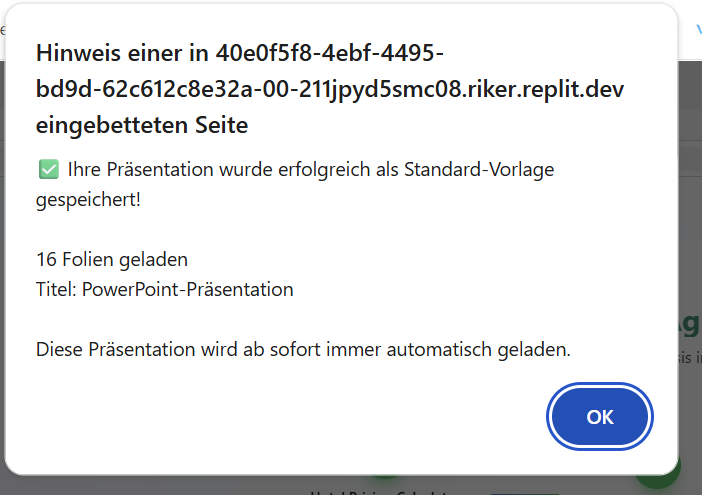 Hinweis einer in 40e0f5f8-4ebf-4495-
bd9d-62c612c8e32a-00-211jpyd5smc08.riker.replit.dev
eingebetteten Seite
✅ Ihre Präsentation wurde erfolgreich als Standard-Vorlage
gespeichert!
16 Folien geladen
Titel: PowerPoint-Präsentation
Diese Präsentation wird ab sofort immer automatisch geladen.
OK